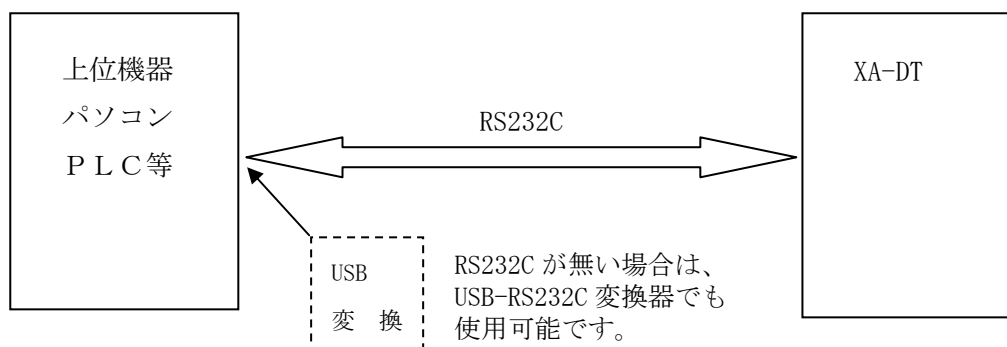 上位機器
パソコン
ＰＬＣ等
RS232C
XA-DT
USB
変　換
RS232C が無い場合は、
USB-RS232C 変換器でも
使用可能です。